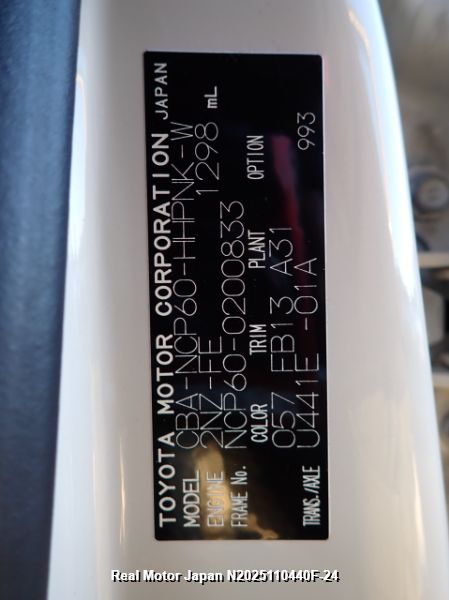 TOYOTA MOTOR CORPORATION JAPAN
MODEL CBA-NCP60-HHPNK-W
ENGINE 2NZ-FE 1298 mL
FRAME No. NCP60-0200833
COLOR TRIM PLANT OPTION
057 EB13 A31 993
TRANS./AXLE U441E -01A
Real Motor Japan N2025110440F-24